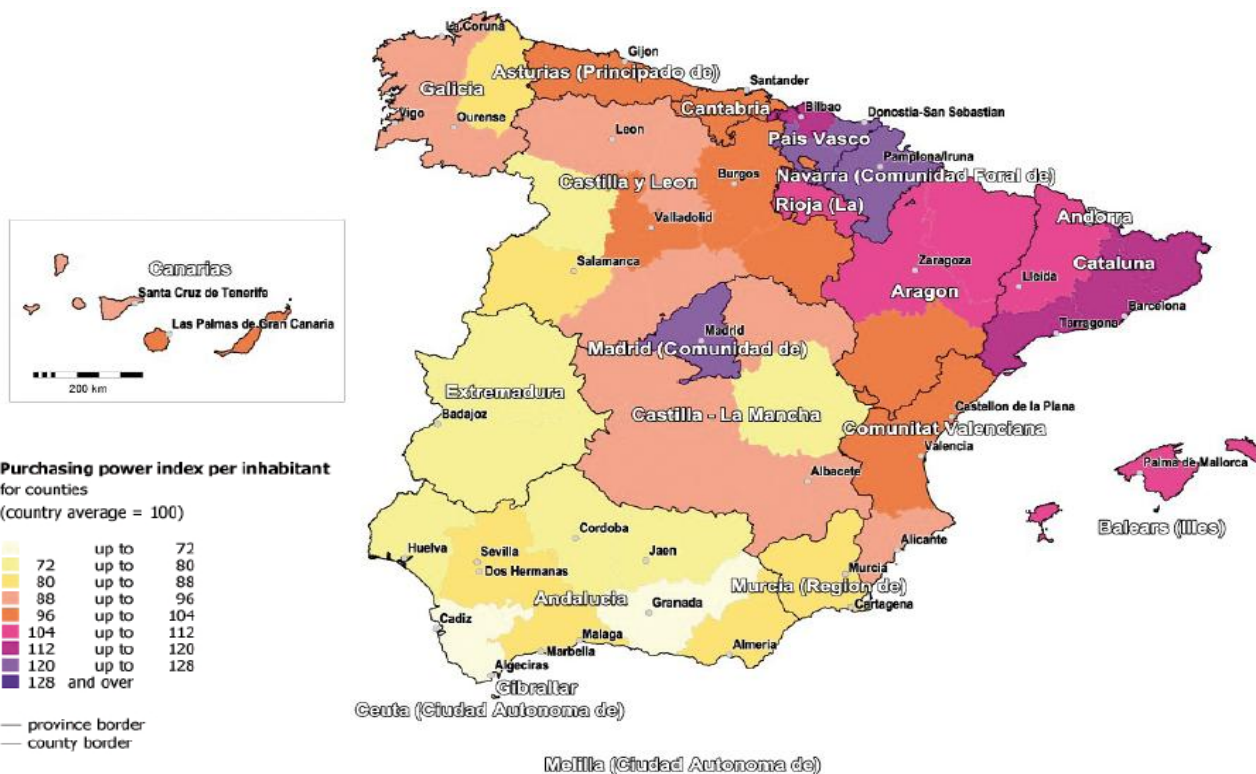 La Coruna
Gijon
Asturias (Principado de)
Santander
Galicia
Cantabria
Bilbao
Donostia-San Sebastian
Vigo
Ourense
Leon
Pais Vasco
Pamplona/Iruna
Burgos
Navarra (Comunidad Foral de)
Castilla y Leon
Rioja (La)
Valladolid
Andorra
Salamanca
Zaragoza
Lleida
Cataluna
Aragon
Barcelona
Tarragona
Canarias
Santa Cruz de Tenerife
Las Palmas de Gran Canaria
200 km
Madrid
Madrid (Comunidad de)
Extremadura
Badajoz
Castilla - La Mancha
Castellon de la Plana
Comunitat Valenciana
Valencia
Albacete
Palma de Mallorca
Balears (Illes)
Alicante
Cordoba
Huelva
Sevilla
Jaen
Dos Hermanas
Murcia
Murcia (Region de)
Andalucia
Granada
Cartagena
Cadiz
Malaga
Almeria
Marbella
Algeciras
Gibraltar
Ceuta (Ciudad Autonoma de)
Melilla (Ciudad Autonoma de)
Purchasing power index per inhabitant
for counties
(country average = 100)
up to 72
72 up to 80
80 up to 88
88 up to 96
96 up to 104
104 up to 112
112 up to 120
120 up to 128
128 and over
province border
county border